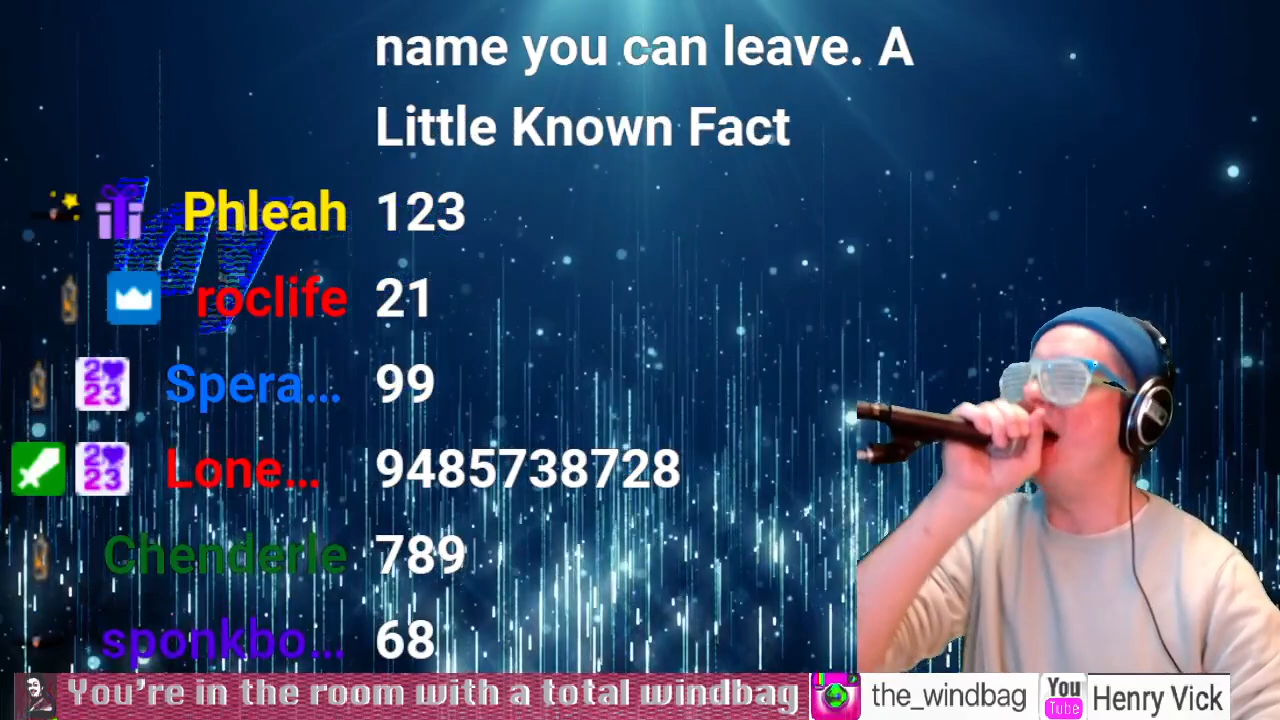 name you can leave. A
Little Known Fact
Phleah 123
roclife 21
Spera... 99
Lone... 9485738728
Chenderle 789
sponkbo... 68
You're in the room with a total windbag the_windbag You Tube Henry Vick